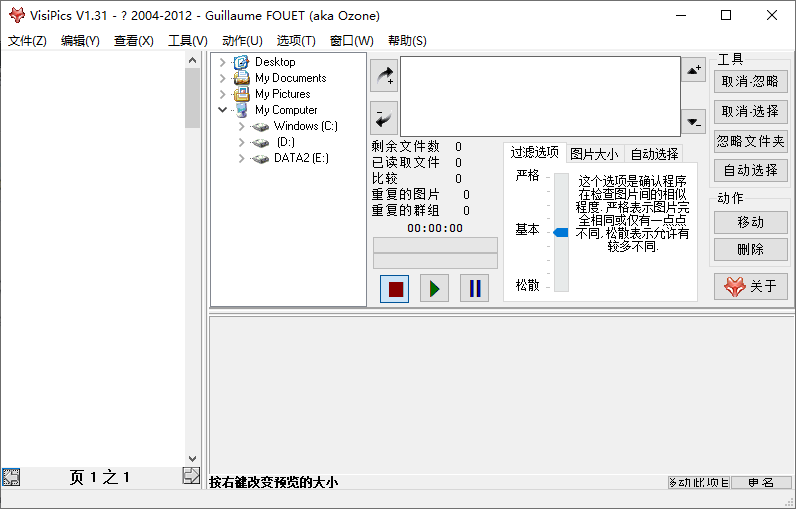 VisiPics V1.31 - ? 2004-2012 - Guillaume FOUET (aka Ozone)
文件(Z) 编辑(Y) 查看(X) 工具(V) 动作(U) 选项(T) 窗口(W) 帮助(S)
Desktop
My Documents
My Pictures
My Computer
Windows (C:)
(D:)
DATA2 (E:)
剩余文件数 0
已读取文件 0
比较 0
重复的图片 0
重复的群组 0
00:00:00
过滤选项 图片大小 自动选择
严格
基本
松散
这个选项是确认程序
在检查图片间的相似
程度. 严格表示图片完
全相同或仅有一点点
不同, 松散表示允许有
较多不同.
工具
取消-忽略
取消-选择
忽略文件夹
自动选择
动作
移动
删除
关于
页 1 之 1
按右键改变预览的大小
动此项